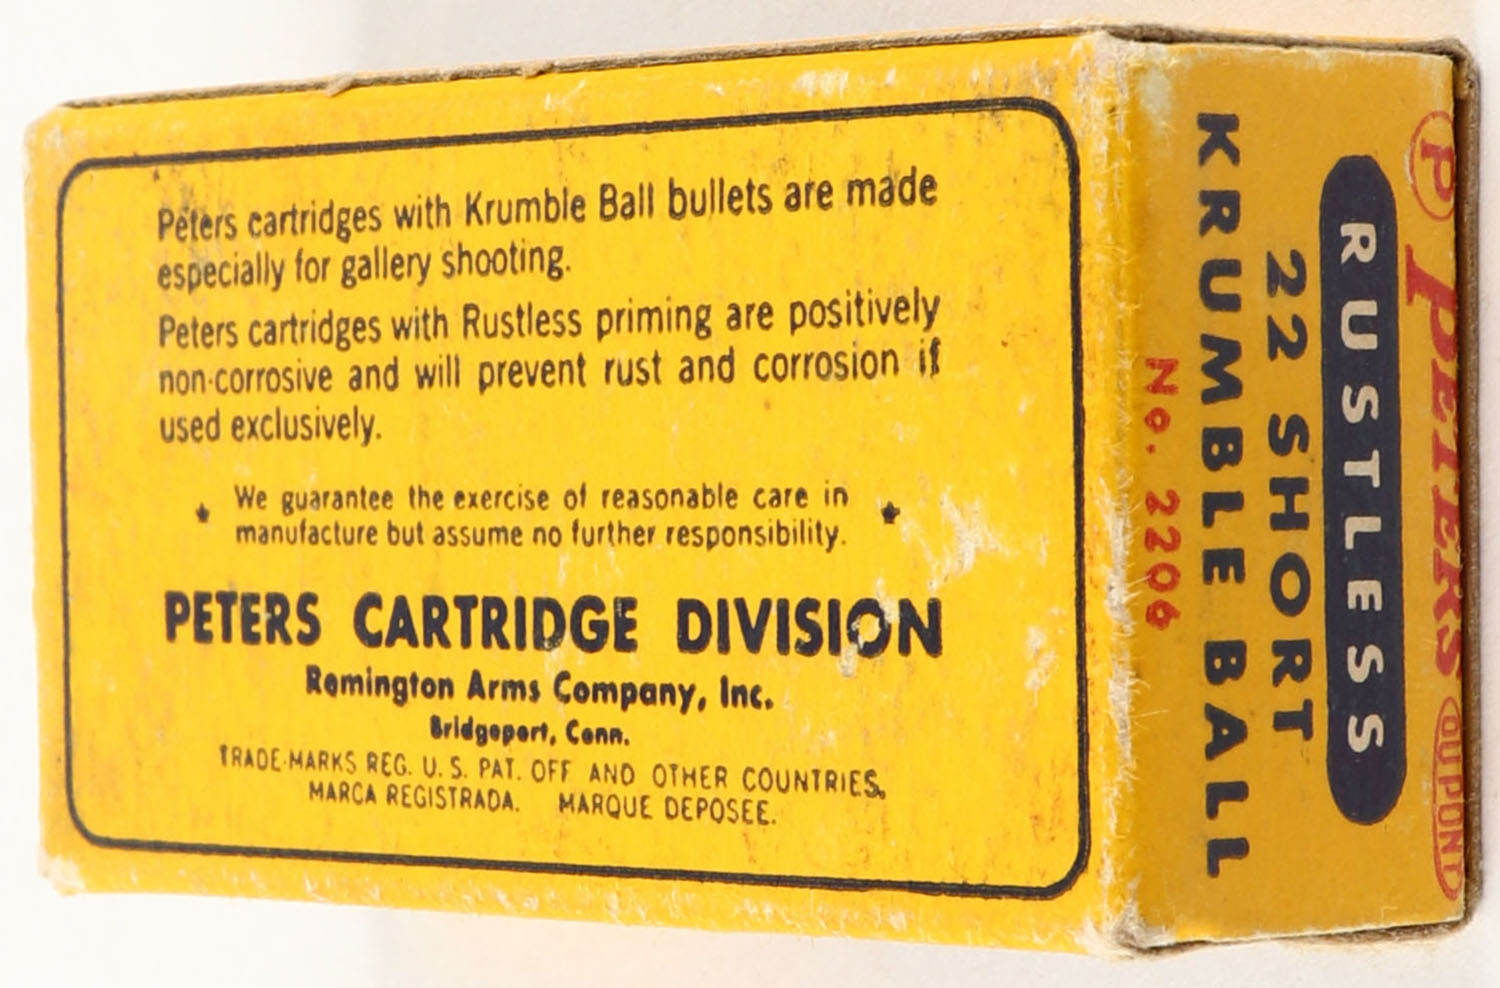 Peters cartridges with Krumble Ball bullets are made
especially for gallery shooting.
Peters cartridges with Rustless priming are positively
non-corrosive and will prevent rust and corrosion if
used exclusively.
We guarantee the exercise of reasonable care in
manufacture but assume no further responsibility.
PETERS CARTRIDGE DIVISION
Remington Arms Company, Inc.
Bridgeport, Conn.
TRADE-MARKS REG. U. S. PAT. OFF AND OTHER COUNTRIES,
MARCA REGISTRADA. MARQUE DEPOSEE.
P PETERS DUPOND
RUSTLESS
22 SHORT
KRUMBLE BALL
No. 2206